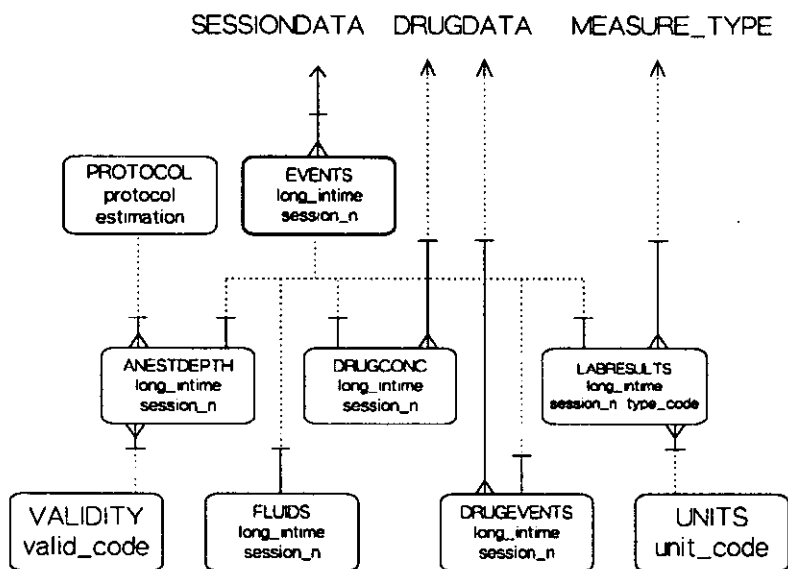 SESSIONDATA DRUGDATA MEASURE_TYPE
PROTOCOL
protocol
estimation
EVENTS
long_intime
session_n
ANESTDEPTH
long_intime
session_n
DRUGCONC
long_intime
session_n
LABRESULTS
long_intime
session_n type_code
VALIDITY
valid_code
FLUIDS
long_intime
session_n
DRUGEVENTS
long_intime
session_n
UNITS
unit_code